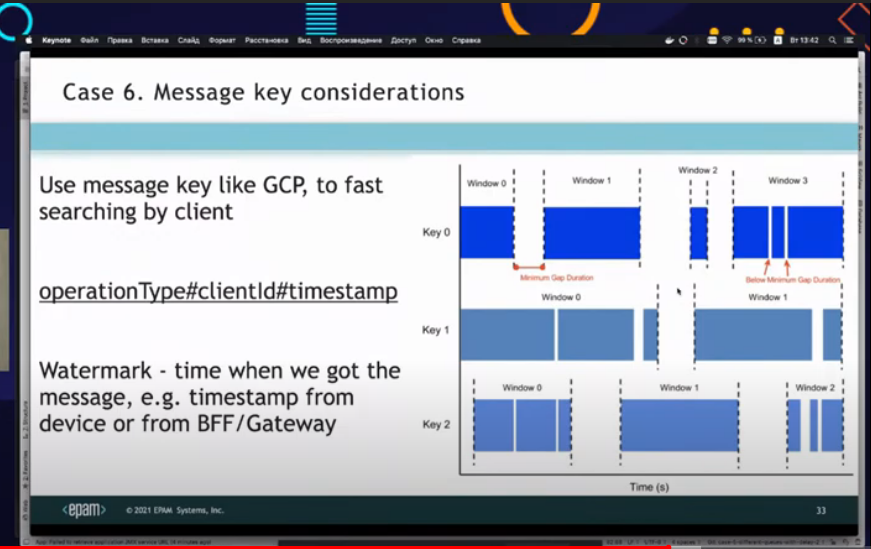 Keynote Файл Правка Вставка Слайд Формат Расстановка Вид Воспроизведение Доступ Окно Справка
99 % Вт 13:42
Case 6. Message key considerations
Use message key like GCP, to fast
searching by client
operationType#clientId#timestamp
Watermark - time when we got the
message, e.g. timestamp from
device or from BFF/Gateway
Window 0
Window 1
Window 2
Window 3
Key 0
Minimum Gap Duration
Below Minimum Gap Duration
Window 0
Window 1
Key 1
Window 0
Window 1
Window 2
Key 2
Time (s)
<epam> © 2021 EPAM Systems, Inc.
33